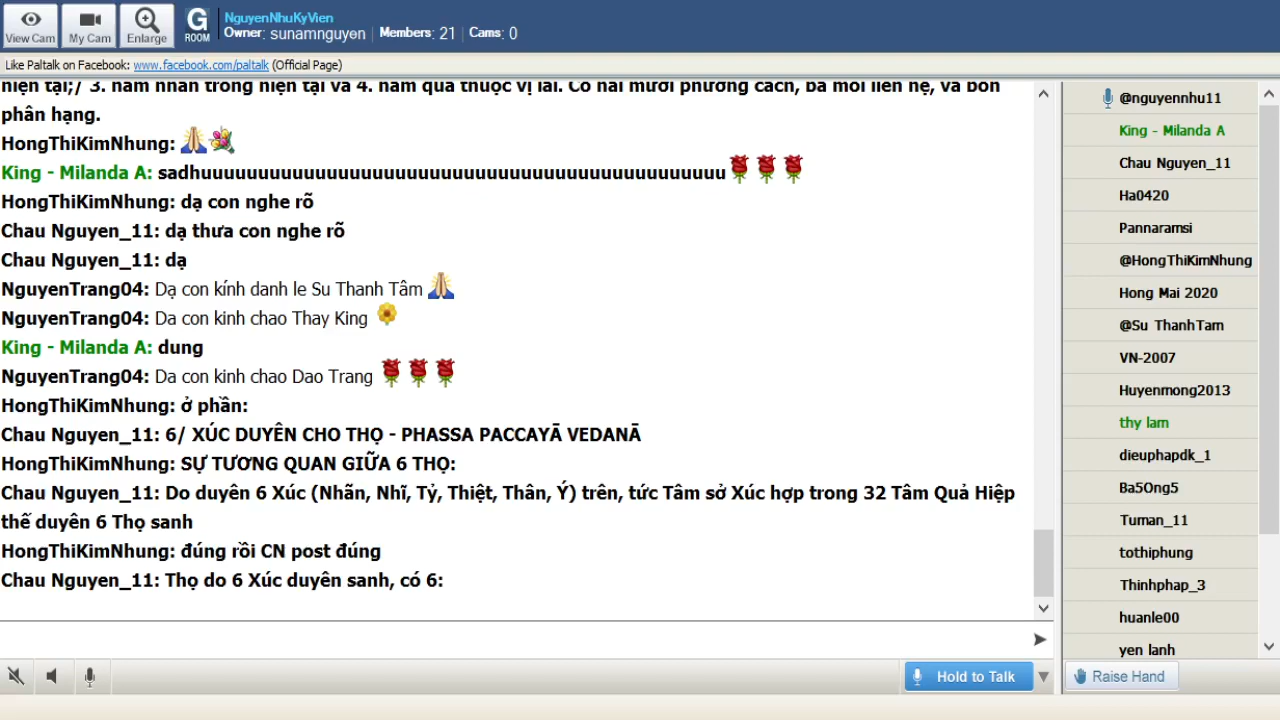 View Cam
My Cam
Enlarge
G
ROOM
NguyenNhuKyVien
Owner: sunamnguyen | Members: 21 | Cams: 0
Like Paltalk on Facebook: www.facebook.com/paltalk (Official Page)
hiện tại;/ 3. năm nhân trong hiện tại và 4. năm quả thuộc vị lai. Có hai mươi phương cách, ba mối liên hệ, và bốn
phân hạng.
HongThiKimNhung:
King - Milanda A: sadhuuuuuuuuuuuuuuuuuuuuuuuuuuuuuuuuuuuuuuuuuuuuuu
HongThiKimNhung: dạ con nghe rõ
Chau Nguyen_11: dạ thưa con nghe rõ
Chau Nguyen_11: dạ
NguyenTrang04: Dạ con kính danh le Su Thanh Tâm
NguyenTrang04: Da con kinh chao Thay King
King - Milanda A: dung
NguyenTrang04: Da con kinh chao Dao Trang
HongThiKimNhung: ở phần:
Chau Nguyen_11: 6/ XÚC DUYÊN CHO THỌ - PHASSA PACCAYĀ VEDANĀ
HongThiKimNhung: SỰ TƯƠNG QUAN GIỮA 6 THỌ:
Chau Nguyen_11: Do duyên 6 Xúc (Nhãn, Nhĩ, Tỷ, Thiệt, Thân, Ý) trên, tức Tâm sở Xúc hợp trong 32 Tâm Quả Hiệp
thế duyên 6 Thọ sanh
HongThiKimNhung: đúng rồi CN post đúng
Chau Nguyen_11: Thọ do 6 Xúc duyên sanh, có 6:
Hold to Talk
@nguyennhu11
King - Milanda A
Chau Nguyen_11
Ha0420
Pannaramsi
@HongThiKimNhung
Hong Mai 2020
@Su ThanhTam
VN-2007
Huyenmong2013
thy lam
dieuphapdk_1
Ba5Ong5
Tuman_11
tothiphung
Thinhphap_3
huanle00
yen lanh
Raise Hand